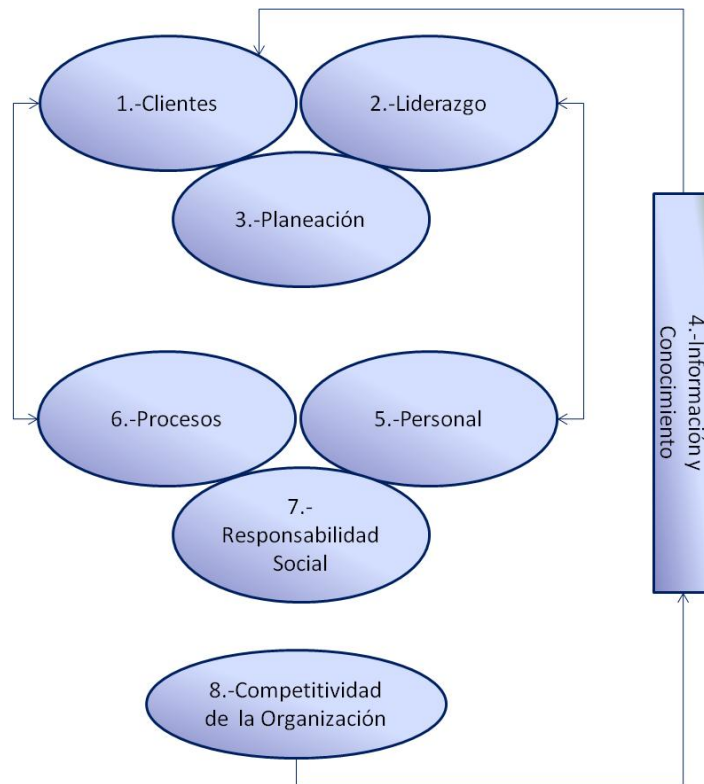 1.-Clientes
2.-Liderazgo
3.-Planeación
4.-Información y
Conocimiento
6.-Procesos
5.-Personal
7.-
Responsabilidad
Social
8.-Competitividad
de la Organización